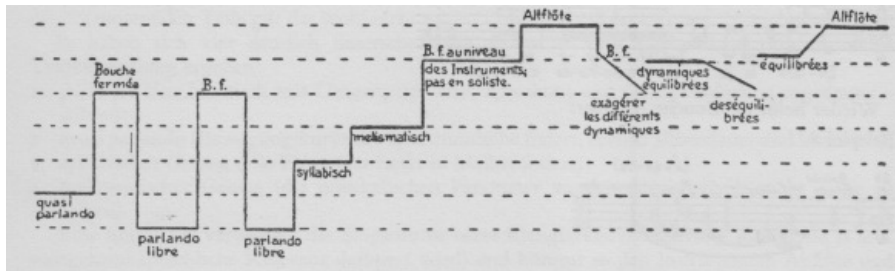 Altflöte
Altflöte
B.f. au niveau
des Instruments,
pas en soliste.
B.f.
équilibrées
Bouche
fermée
B.f.
dynamiques
équilibrées
exagérer
les différents
dynamiques
deséquili-
brées
melismatisch
syllabisch
quasi
parlando
parlando
libre
parlando
libre